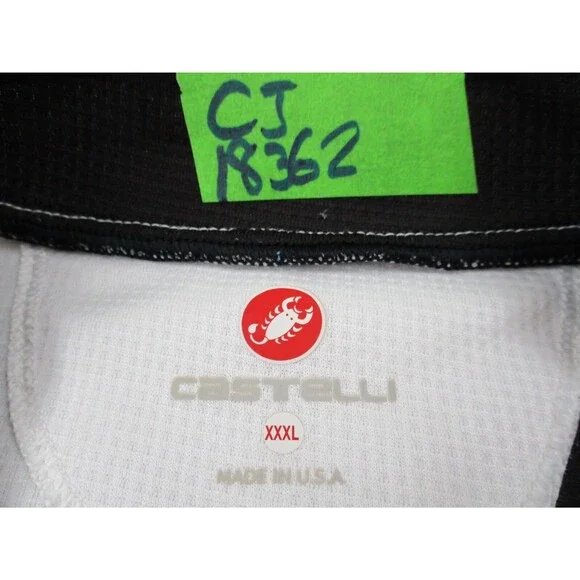 CJ
18362
CASTELLI
XXXL
MADE IN U.S.A.